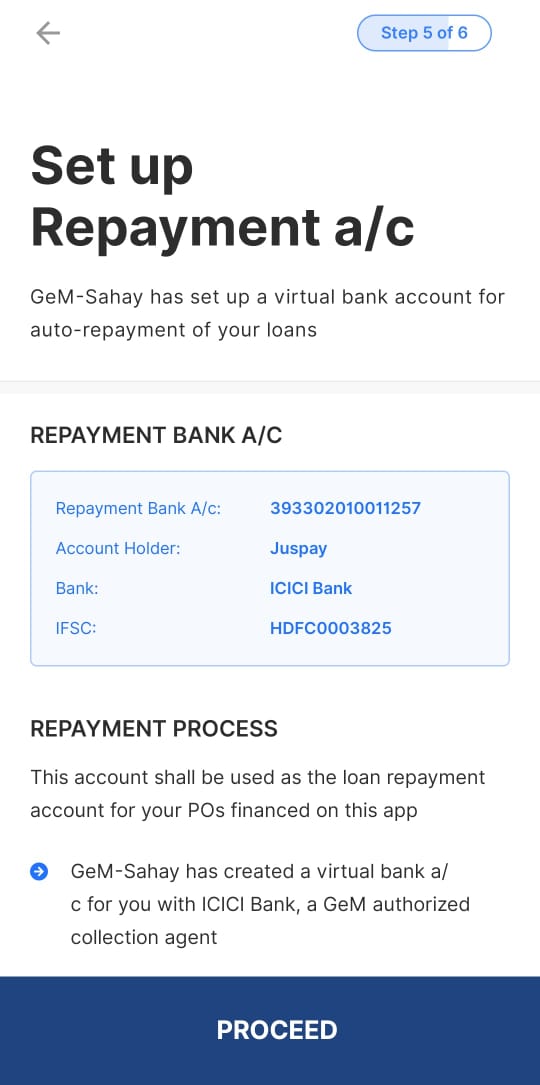 Step 5 of 6
Set up
Repayment a/c
GeM-Sahay has set up a virtual bank account for
auto-repayment of your loans
REPAYMENT BANK A/C
Repayment Bank A/c: 393302010011257
Account Holder: Juspay
Bank: ICICI Bank
IFSC: HDFC0003825
REPAYMENT PROCESS
This account shall be used as the loan repayment
account for your POs financed on this app
GeM-Sahay has created a virtual bank a/
c for you with ICICI Bank, a GeM authorized
collection agent
PROCEED